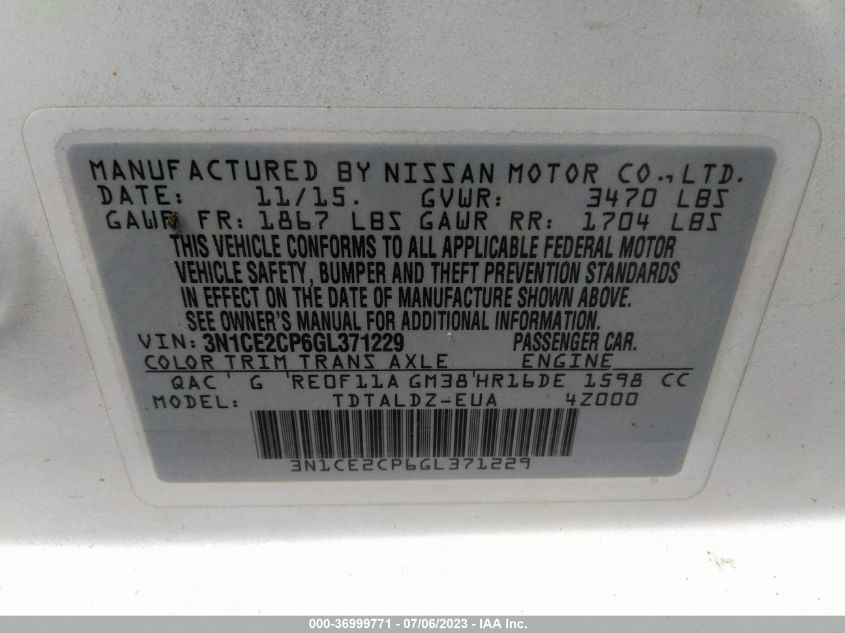 MANUFACTURED BY NISSAN MOTOR CO., LTD.
DATE: 11/15. GVWR: 3470 LBS
GAWR FR: 1867 LBS GAWR RR: 1704 LBS
THIS VEHICLE CONFORMS TO ALL APPLICABLE FEDERAL MOTOR
VEHICLE SAFETY, BUMPER AND THEFT PREVENTION STANDARDS
IN EFFECT ON THE DATE OF MANUFACTURE SHOWN ABOVE.
SEE OWNER'S MANUAL FOR ADDITIONAL INFORMATION.
VIN: 3N1CE2CP6GL371229 PASSENGER CAR.
COLOR TRIM TRANS AXLE ENGINE
QAC ' G 'RE0F11A GM38'HR16DE 1598 CC
MODEL: TDTALDZ-EUA 4Z000
3N1CE2CP6GL371229
000-36999771 - 07/06/2023 - IAA Inc.